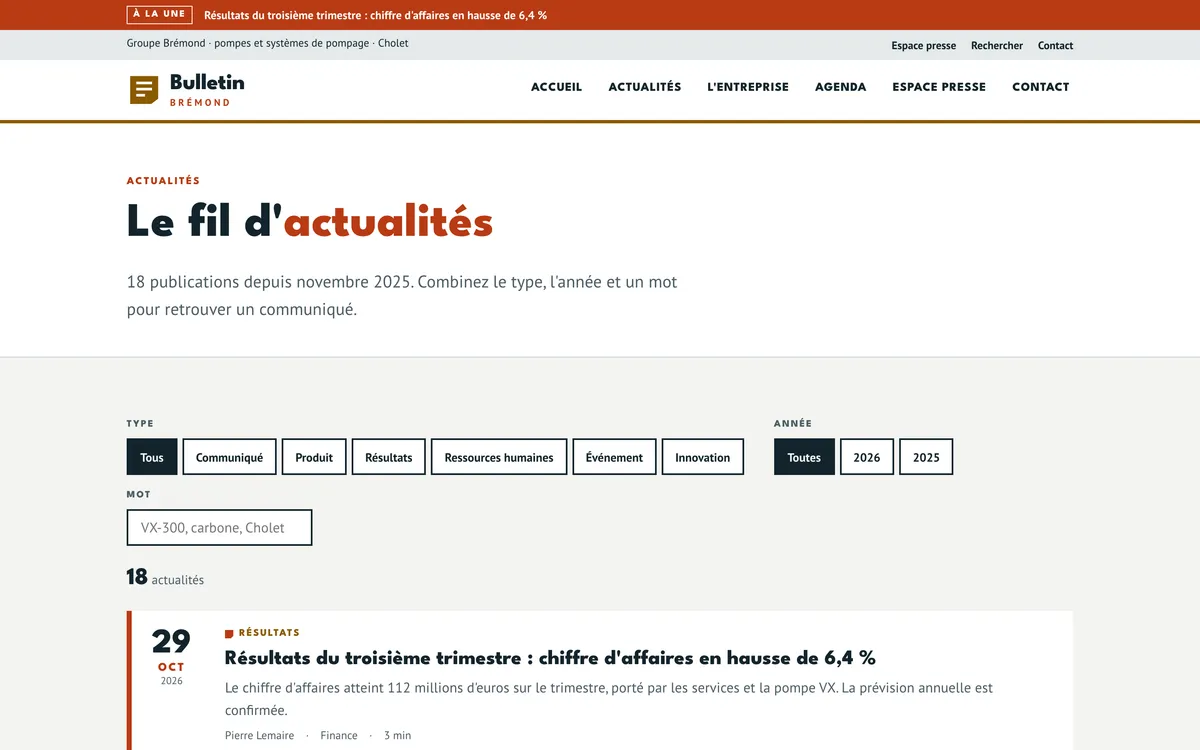 À LA UNE Résultats du troisième trimestre : chiffre d'affaires en hausse de 6,4 %
Groupe Brémond · pompes et systèmes de pompage · Cholet
Espace presse Rechercher Contact
Bulletin
BRÉMOND
ACCUEIL ACTUALITÉS L'ENTREPRISE AGENDA ESPACE PRESSE CONTACT
ACTUALITÉS
Le fil d'actualités
18 publications depuis novembre 2025. Combinez le type, l'année et un mot
pour retrouver un communiqué.
TYPE
Tous Communiqué Produit Résultats Ressources humaines Événement Innovation
ANNÉE
Toutes 2026 2025
MOT
VX-300, carbone, Cholet
18 actualités
29
OCT
2026
RÉSULTATS
Résultats du troisième trimestre : chiffre d'affaires en hausse de 6,4 %
Le chiffre d'affaires atteint 112 millions d'euros sur le trimestre, porté par les services et la pompe VX. La prévision annuelle est
confirmée.
Pierre Lemaire · Finance · 3 min